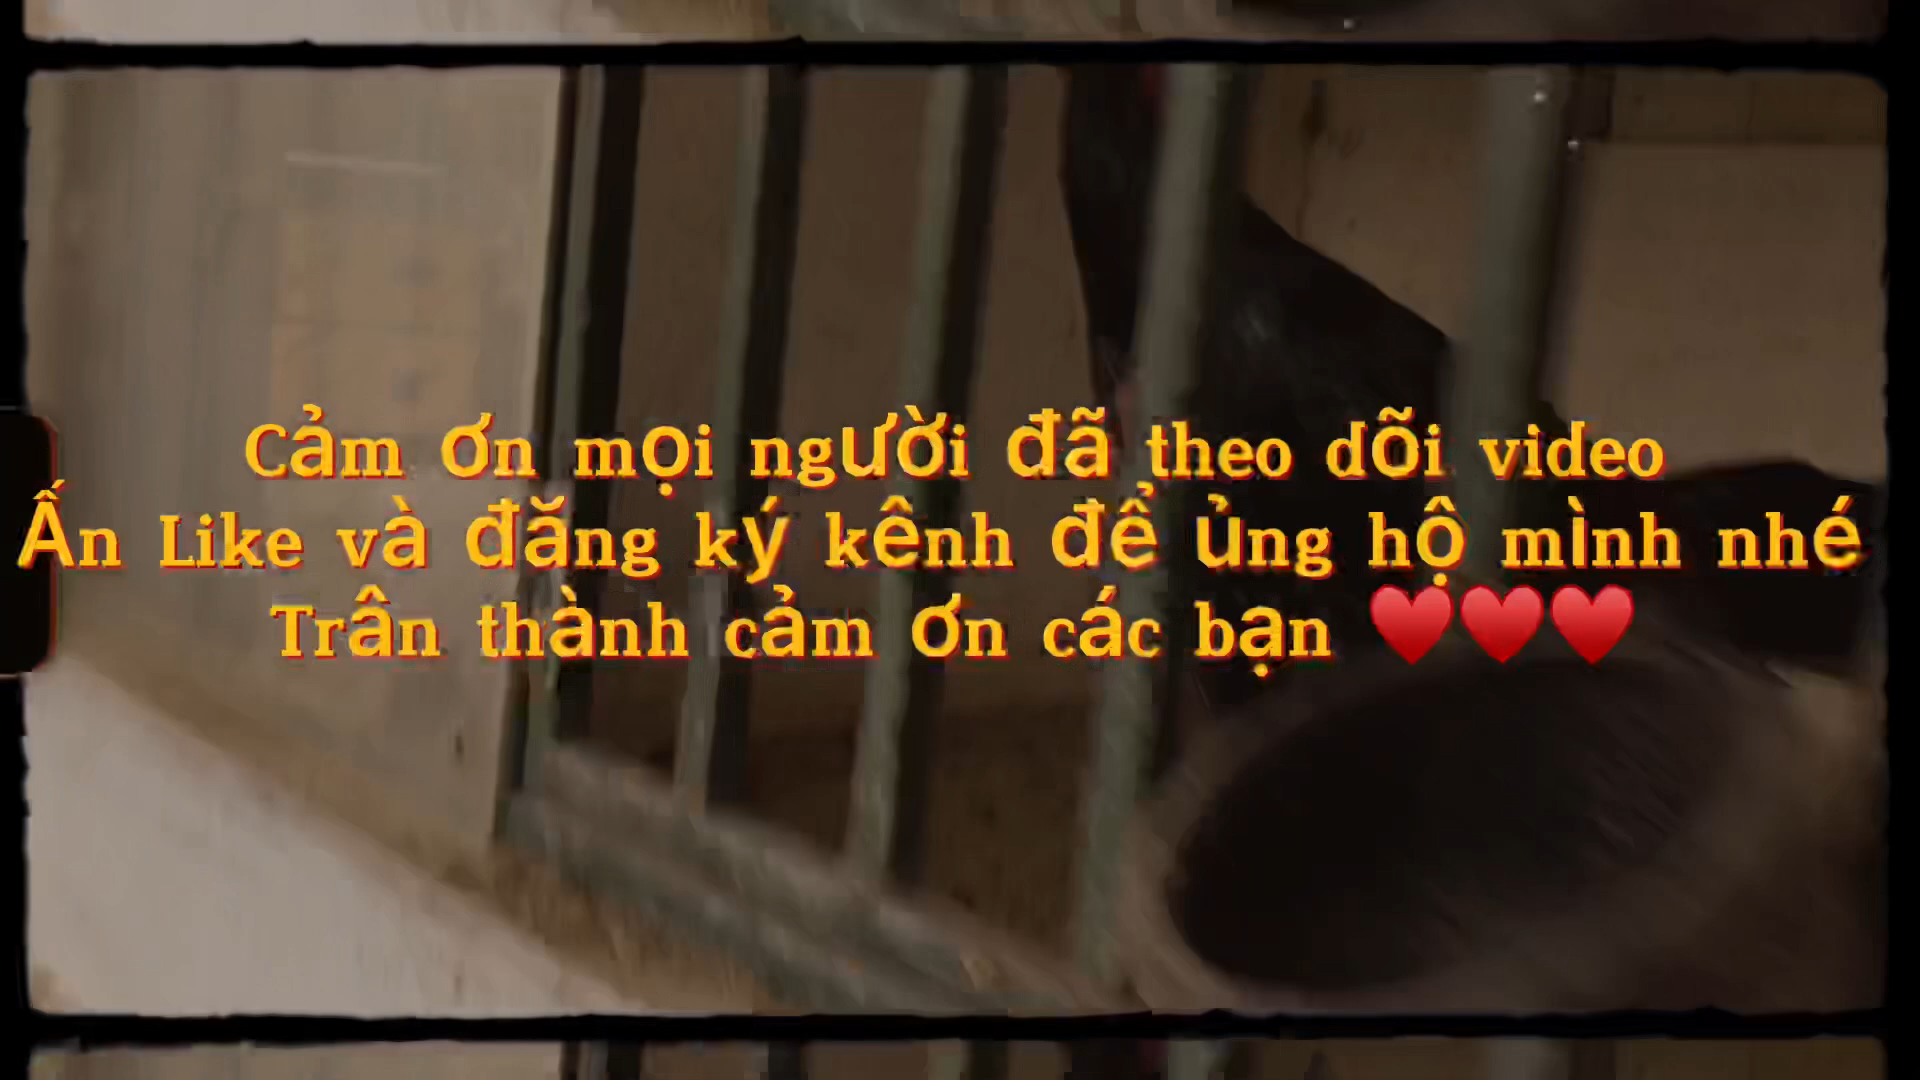 Cảm ơn mọi người đã theo dõi video
Ấn Like và đăng ký kênh để ủng hộ mình nhé
Trân thành cảm ơn các bạn ♥️♥️♥️